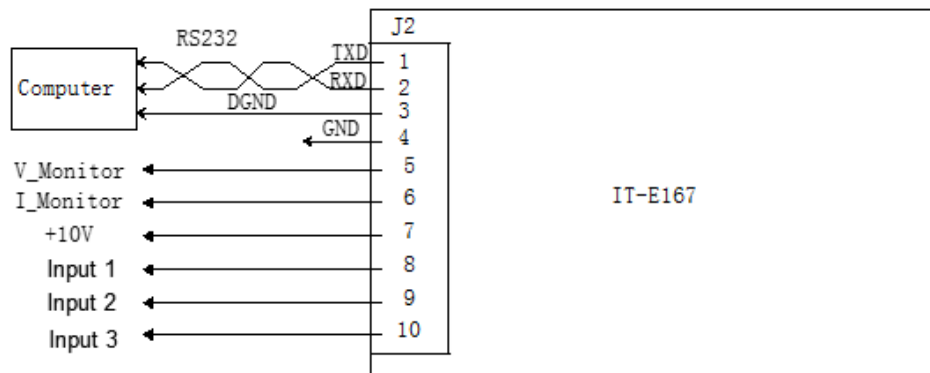 J2
RS232
TXD
1
Computer
RXD
2
DGND
3
GND
4
V_Monitor
5
I_Monitor
6
IT-E167
+10V
7
Input 1
8
Input 2
9
Input 3
10